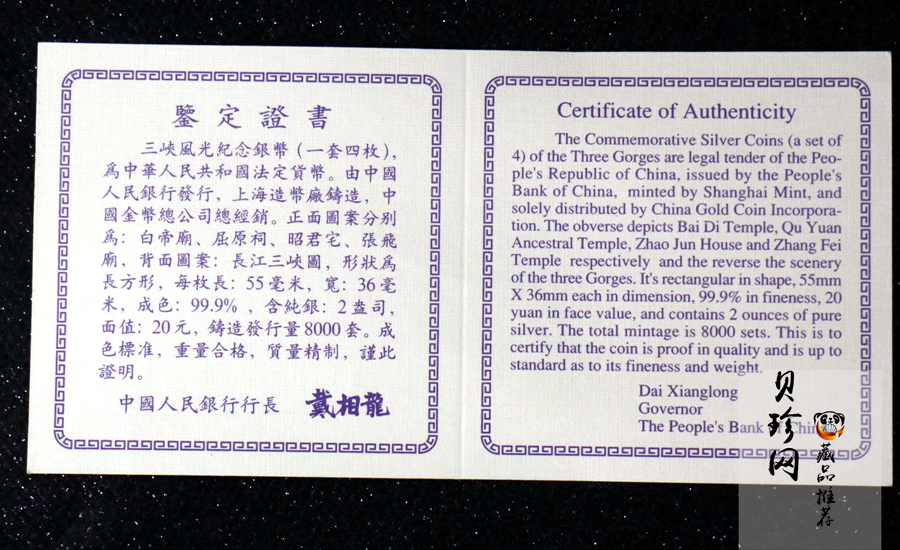 鑒定證書
三峽風光紀念銀幣（一套四枚），
爲中華人民共和國法定貨幣。由中國
人民銀行發行，上海造幣廠鑄造，中
國金幣總公司總經銷。正面圖案分别
爲：白帝廟、屈原祠、昭君宅、張飛
廟，背面圖案：長江三峽圖，形狀爲
長方形，每枚長：55毫米，寬：36毫
米，成色：99.9%，含純銀：2盎司，
面值：20元，鑄造發行量8000套。成
色標准，重量合格，質量精制，謹此
證明。
中國人民銀行行長 戴相龍
Certificate of Authenticity
The Commemorative Silver Coins (a set of
4) of the Three Gorges are legal tender of the Peo-
ple's Republic of China, issued by the People's
Bank of China, minted by Shanghai Mint, and
solely distributed by China Gold Coin Incorpora-
tion. The obverse depicts Bai Di Temple, Qu Yuan
Ancestral Temple, Zhao Jun House and Zhang Fei
Temple respectively and the reverse the scenery
of the three Gorges. It's rectangular in shape, 55mm
X 36mm each in dimension, 99.9% in fineness, 20
yuan in face value, and contains 2 ounces of pure
silver. The total mintage is 8000 sets. This is to
certify that the coin is proof in quality and is up to
standard as to its fineness and weight.
Dai Xianglong
Governor
The People's Bank of China
贝珍网
藏品推荐